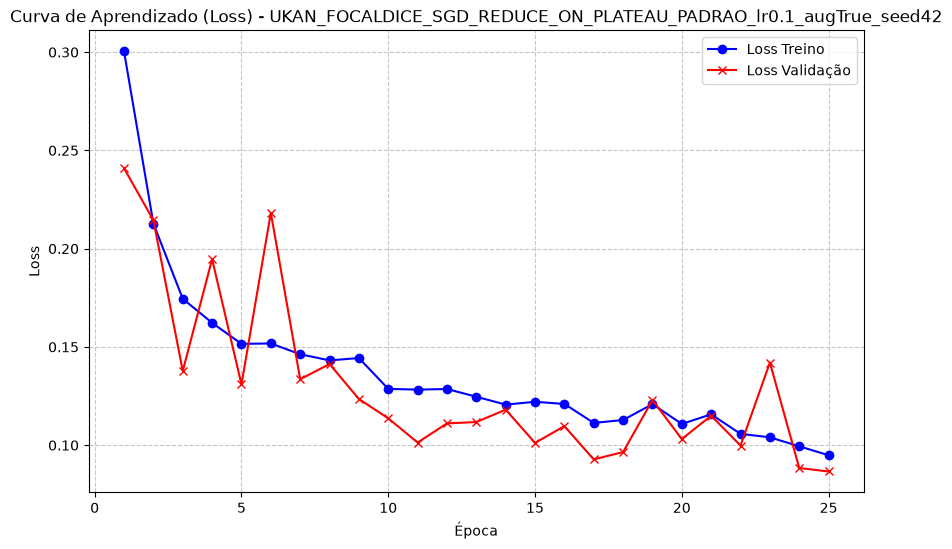 Curva de Aprendizado (Loss) - UKAN_FOCALDICE_SGD_REDUCE_ON_PLATEAU_PADRAO_lr0.1_augTrue_seed42
Loss Treino
Loss Validação
0.30
0.25
0.20
0.15
0.10
Loss
0
5
10
15
20
25
Época